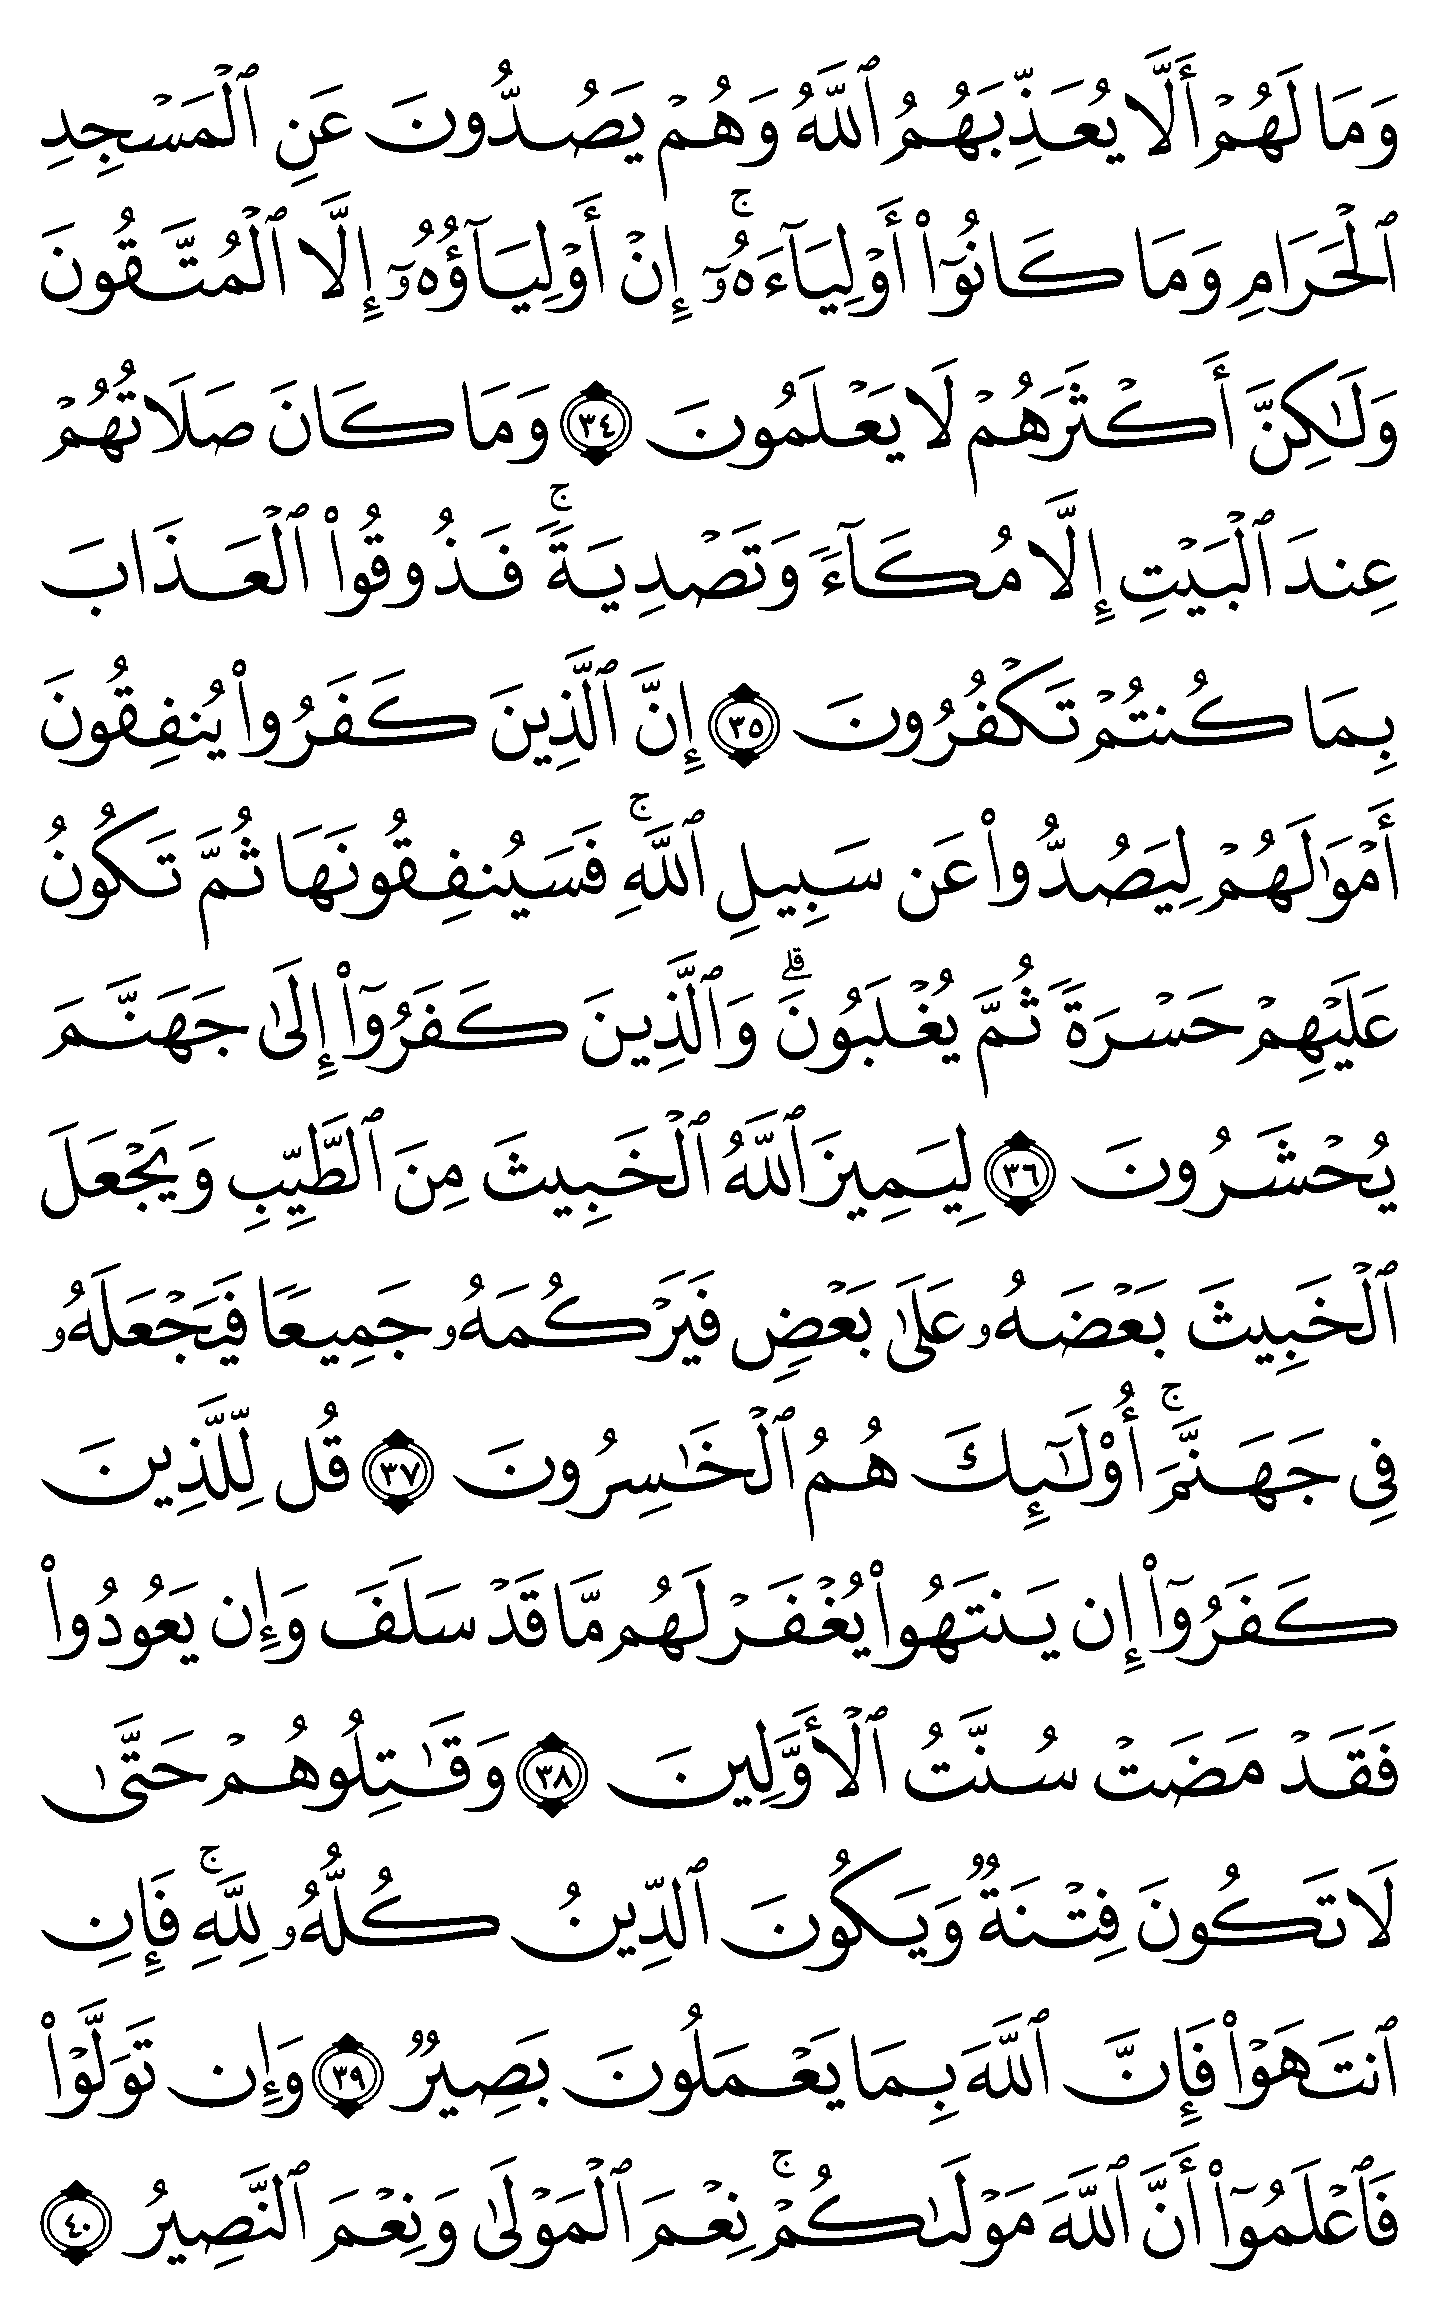 وَمَا لَهُمۡ أَلَّا يُعَذِّبَهُمُ ٱللَّهُ وَهُمۡ يَصُدُّونَ عَنِ ٱلۡمَسۡجِدِ
ٱلۡحَرَامِ وَمَا كَانُوٓاْ أَوۡلِيَآءَهُۥٓۚ إِنۡ أَوۡلِيَآؤُهُۥٓ إِلَّا ٱلۡمُتَّقُونَ
وَلَٰكِنَّ أَكۡثَرَهُمۡ لَا يَعۡلَمُونَ ٣٤ وَمَا كَانَ صَلَاتُهُمۡ
عِندَ ٱلۡبَيۡتِ إِلَّا مُكَآءٗ وَتَصۡدِيَةٗۚ فَذُوقُواْ ٱلۡعَذَابَ
بِمَا كُنتُمۡ تَكۡفُرُونَ ٣٥ إِنَّ ٱلَّذِينَ كَفَرُواْ يُنفِقُونَ
أَمۡوَٰلَهُمۡ لِيَصُدُّواْ عَن سَبِيلِ ٱللَّهِۚ فَسَيُنفِقُونَهَا ثُمَّ تَكُونُ
عَلَيۡهِمۡ حَسۡرَةٗ ثُمَّ يُغۡلَبُونَۗ وَٱلَّذِينَ كَفَرُوٓاْ إِلَىٰ جَهَنَّمَ
يُحۡشَرُونَ ٣٦ لِيَمِيزَ ٱللَّهُ ٱلۡخَبِيثَ مِنَ ٱلطَّيِّبِ وَيَجۡعَلَ
ٱلۡخَبِيثَ بَعۡضَهُۥ عَلَىٰ بَعۡضٖ فَيَرۡكُمَهُۥ جَمِيعٗا فَيَجۡعَلَهُۥ
فِي جَهَنَّمَۚ أُوْلَٰٓئِكَ هُمُ ٱلۡخَٰسِرُونَ ٣٧ قُل لِّلَّذِينَ
كَفَرُوٓاْ إِن يَنتَهُواْ يُغۡفَرۡ لَهُم مَّا قَدۡ سَلَفَ وَإِن يَعُودُواْ
فَقَدۡ مَضَتۡ سُنَّتُ ٱلۡأَوَّلِينَ ٣٨ وَقَٰتِلُوهُمۡ حَتَّىٰ
لَا تَكُونَ فِتۡنَةٞ وَيَكُونَ ٱلدِّينُ كُلُّهُۥ لِلَّهِۚ فَإِنِ
ٱنتَهَوۡاْ فَإِنَّ ٱللَّهَ بِمَا يَعۡمَلُونَ بَصِيرٞ ٣٩ وَإِن تَوَلَّوۡاْ
فَٱعۡلَمُوٓاْ أَنَّ ٱللَّهَ مَوۡلَىٰكُمۡۚ نِعۡمَ ٱلۡمَوۡلَىٰ وَنِعۡمَ ٱلنَّصِيرُ ٤٠